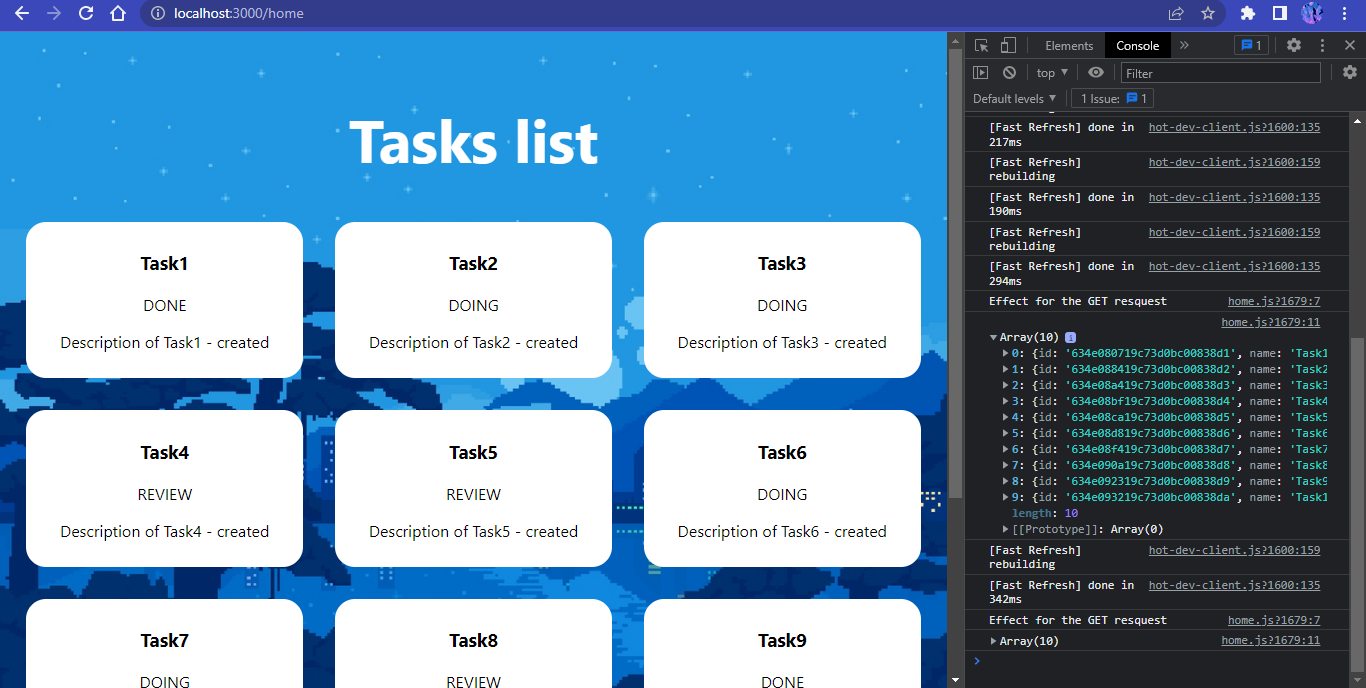 localhost:3000/home
Tasks list
Task1
DONE
Description of Task1 - created
Task2
DOING
Description of Task2 - created
Task3
DOING
Description of Task3 - created
Task4
REVIEW
Description of Task4 - created
Task5
REVIEW
Description of Task5 - created
Task6
DOING
Description of Task6 - created
Task7
DOING
Task8
REVIEW
Task9
DONE
Elements Console » 1
top ▼ Filter
Default levels ▼ 1 Issue: 1
[Fast Refresh] done in hot-dev-client.js?1600:135
217ms
[Fast Refresh] hot-dev-client.js?1600:159
rebuilding
[Fast Refresh] done in hot-dev-client.js?1600:135
190ms
[Fast Refresh] hot-dev-client.js?1600:159
rebuilding
[Fast Refresh] done in hot-dev-client.js?1600:135
294ms
Effect for the GET resquest home.js?1679:7
home.js?1679:11
▼Array(10) i
▶0: {id: '634e080719c73d0bc00838d1', name: 'Task1
▶1: {id: '634e088419c73d0bc00838d2', name: 'Task2
▶2: {id: '634e08a419c73d0bc00838d3', name: 'Task3
▶3: {id: '634e08bf19c73d0bc00838d4', name: 'Task4
▶4: {id: '634e08ca19c73d0bc00838d5', name: 'Task5
▶5: {id: '634e08d819c73d0bc00838d6', name: 'Task6
▶6: {id: '634e08f419c73d0bc00838d7', name: 'Task7
▶7: {id: '634e090a19c73d0bc00838d8', name: 'Task8
▶8: {id: '634e092319c73d0bc00838d9', name: 'Task9
▶9: {id: '634e093219c73d0bc00838da', name: 'Task1
length: 10
▶[[Prototype]]: Array(0)
[Fast Refresh] hot-dev-client.js?1600:159
rebuilding
[Fast Refresh] done in hot-dev-client.js?1600:135
342ms
Effect for the GET resquest home.js?1679:7
▶Array(10) home.js?1679:11